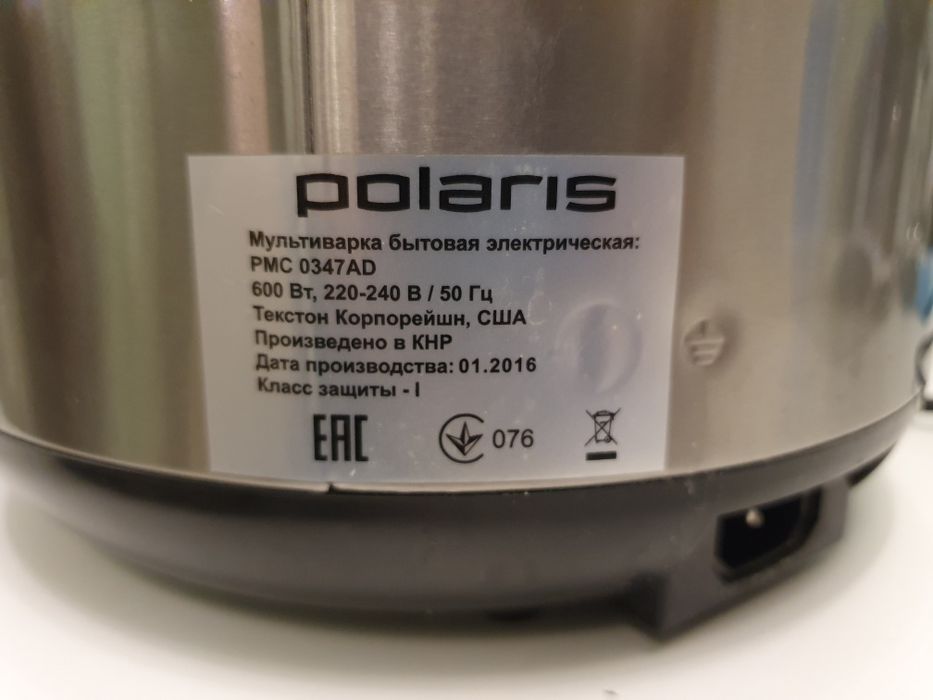 polaris
Мультиварка бытовая электрическая:
PMC 0347AD
600 Вт, 220-240 В / 50 Гц
Текстон Корпорейшн, США
Произведено в КНР
Дата производства: 01.2016
Класс защиты - I
EAC
076